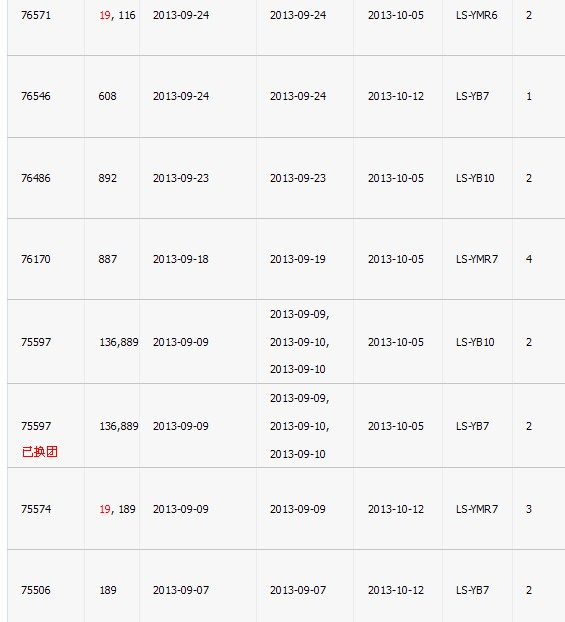 76571 19, 116 2013-09-24 2013-09-24 2013-10-05 LS-YMR6 2
76546 608 2013-09-24 2013-09-24 2013-10-12 LS-YB7 1
76486 892 2013-09-23 2013-09-23 2013-10-05 LS-YB10 2
76170 887 2013-09-18 2013-09-19 2013-10-05 LS-YMR7 4
2013-09-09,
75597 136,889 2013-09-09 2013-09-10, 2013-10-05 LS-YB10 2
2013-09-10
2013-09-09,
75597 136,889 2013-09-09 2013-09-10, 2013-10-05 LS-YB7 2
已换团 2013-09-10
75574 19, 189 2013-09-09 2013-09-09 2013-10-12 LS-YMR7 3
75506 189 2013-09-07 2013-09-07 2013-10-12 LS-YB7 2